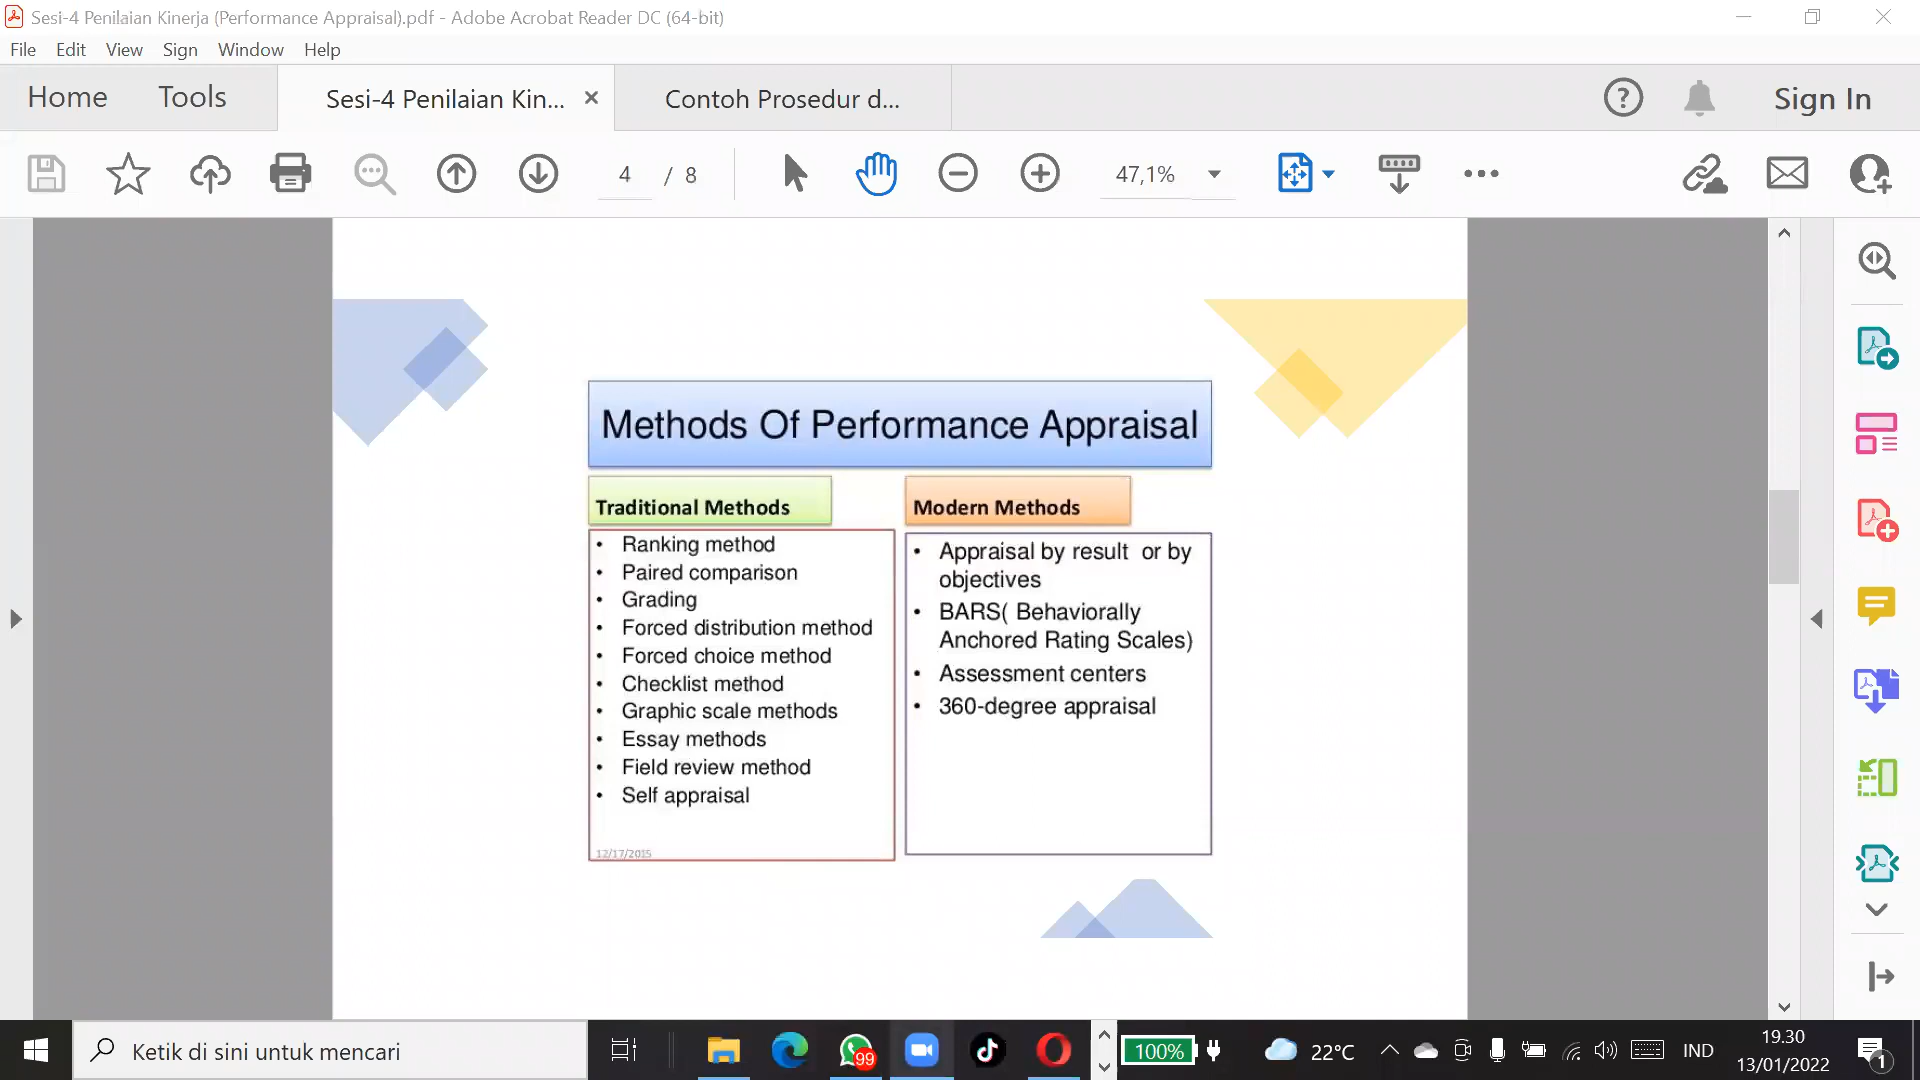 Sesi-4 Penilaian Kinerja (Performance Appraisal).pdf - Adobe Acrobat Reader DC (64-bit)
File Edit View Sign Window Help
Home Tools Sesi-4 Penilaian Kin... Contoh Prosedur d... Sign In
4 / 8 47,1%
Methods Of Performance Appraisal
Traditional Methods
• Ranking method
• Paired comparison
• Grading
• Forced distribution method
• Forced choice method
• Checklist method
• Graphic scale methods
• Essay methods
• Field review method
• Self appraisal
12/17/2015
Modern Methods
• Appraisal by result or by
objectives
• BARS( Behaviorally
Anchored Rating Scales)
• Assessment centers
• 360-degree appraisal
Ketik di sini untuk mencari
99
100%
22°C
IND
19.30
13/01/2022
1